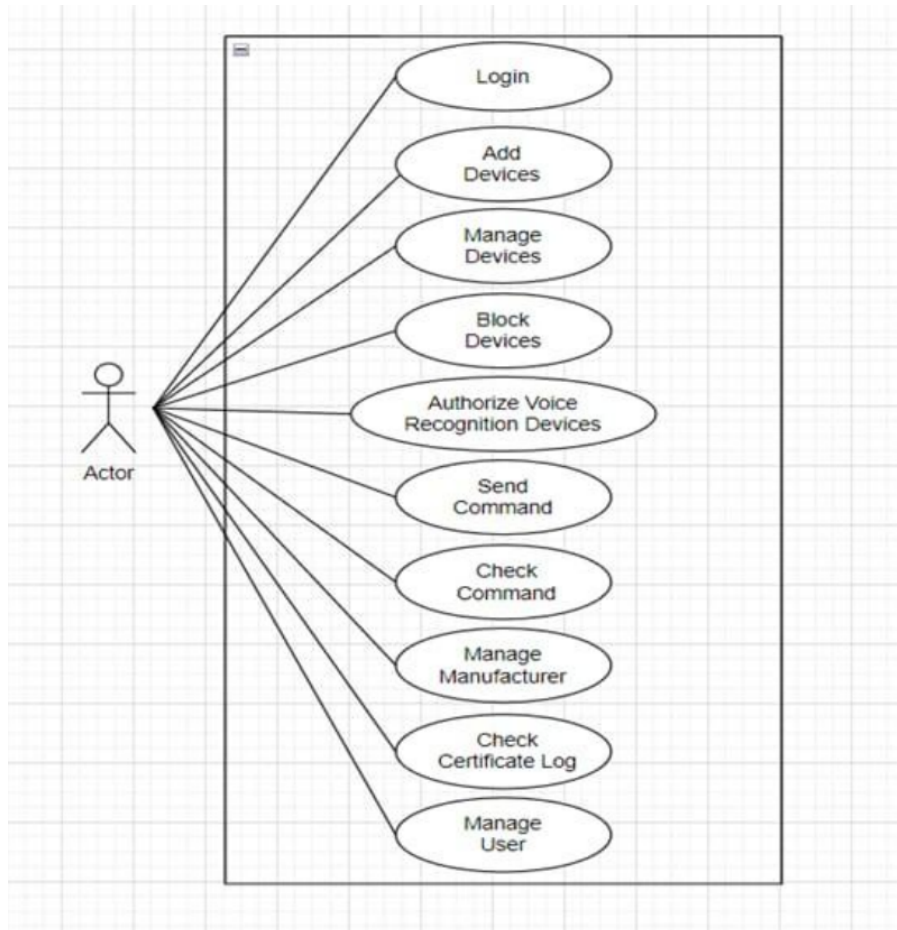 Login
Add
Devices
Manage
Devices
Block
Devices
Authorize Voice
Recognition Devices
Actor
Send
Command
Check
Command
Manage
Manufacturer
Check
Certificate Log
Manage
User